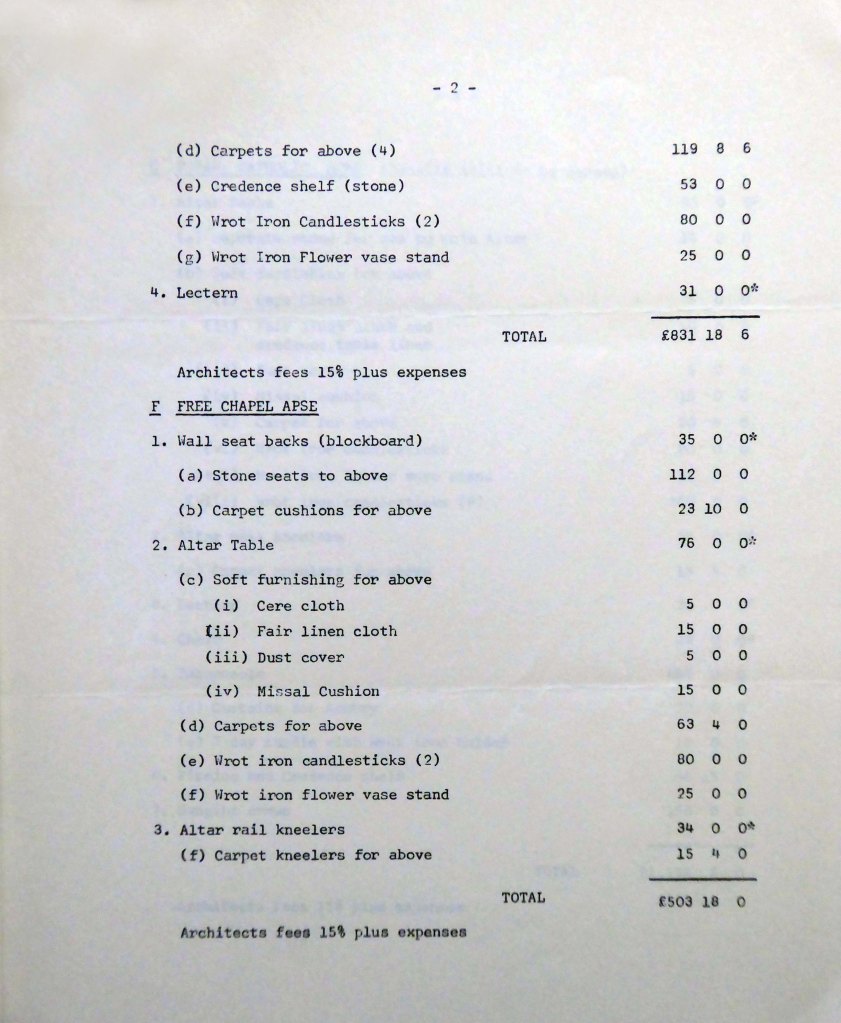 - 2 -
(d) Carpets for above (4) 119 8 6
(e) Credence shelf (stone) 53 0 0
(f) Wrot Iron Candlesticks (2) 80 0 0
(g) Wrot Iron Flower vase stand 25 0 0
4. Lectern 31 0 0*
TOTAL £831 18 6
Architects fees 15% plus expenses
F FREE CHAPEL APSE
1. Wall seat backs (blockboard) 35 0 0*
(a) Stone seats to above 112 0 0
(b) Carpet cushions for above 23 10 0
2. Altar Table 76 0 0*
(c) Soft furnishing for above
(i) Cere cloth 5 0 0
(ii) Fair linen cloth 15 0 0
(iii) Dust cover 5 0 0
(iv) Missal Cushion 15 0 0
(d) Carpets for above 63 4 0
(e) Wrot iron candlesticks (2) 80 0 0
(f) Wrot iron flower vase stand 25 0 0
3. Altar rail kneelers 34 0 0*
(f) Carpet kneelers for above 15 4 0
TOTAL £503 18 0
Architects fees 15% plus expenses